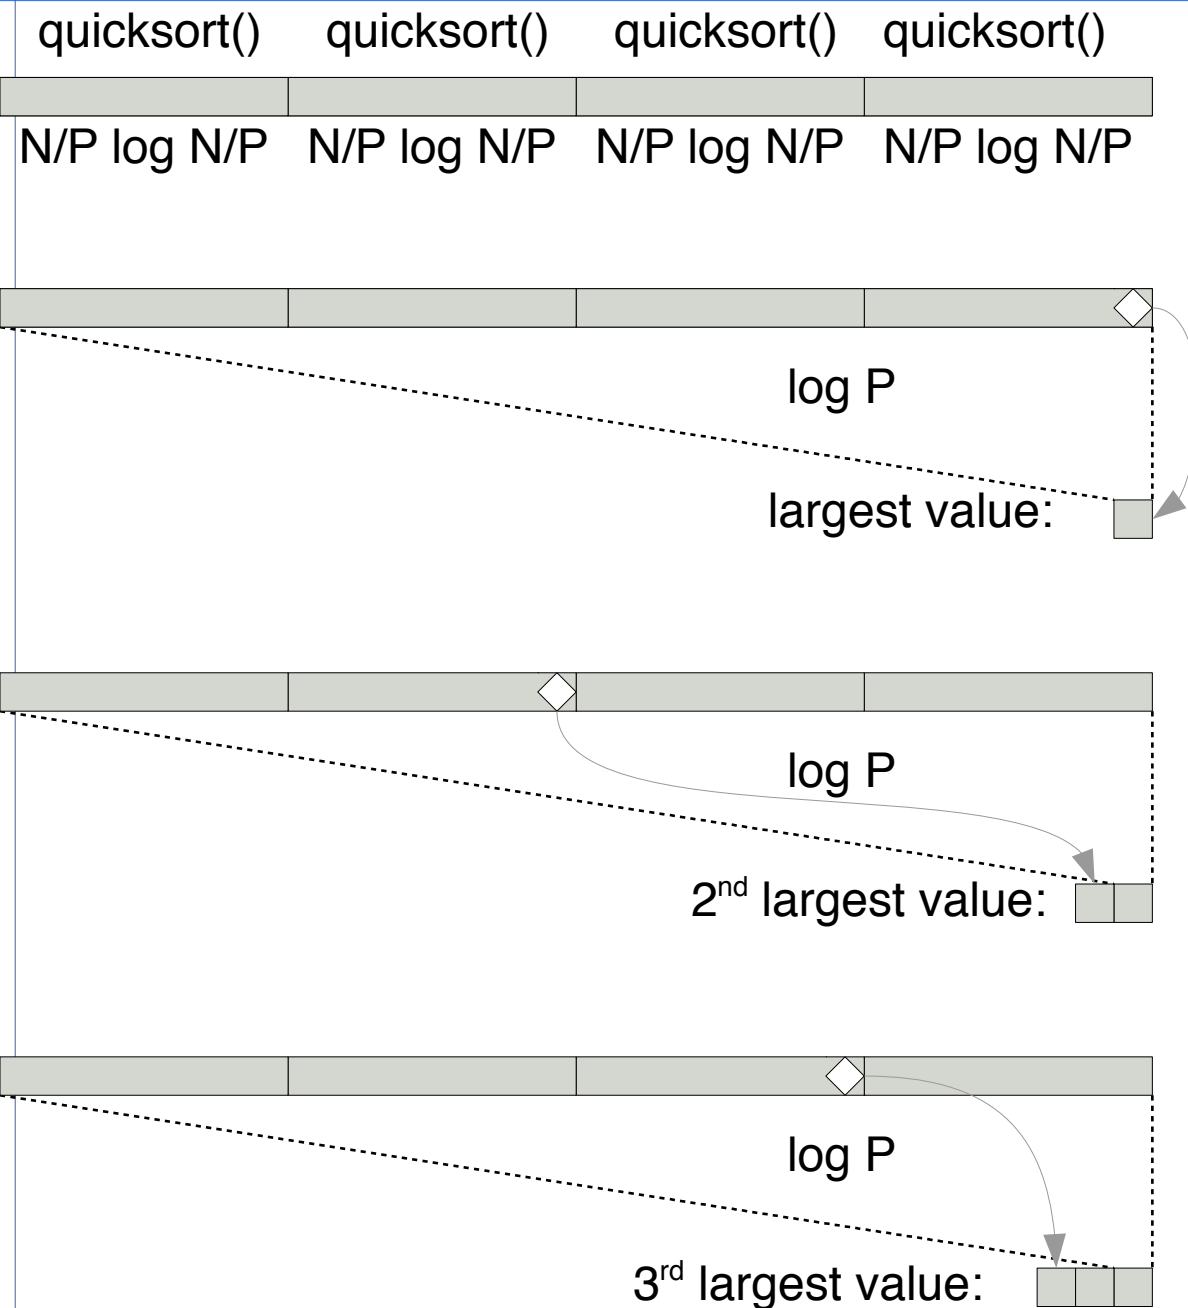 quicksort() quicksort() quicksort() quicksort()
N/P log N/P N/P log N/P N/P log N/P N/P log N/P
log P
largest value:
log P
2nd largest value:
log P
3rd largest value: